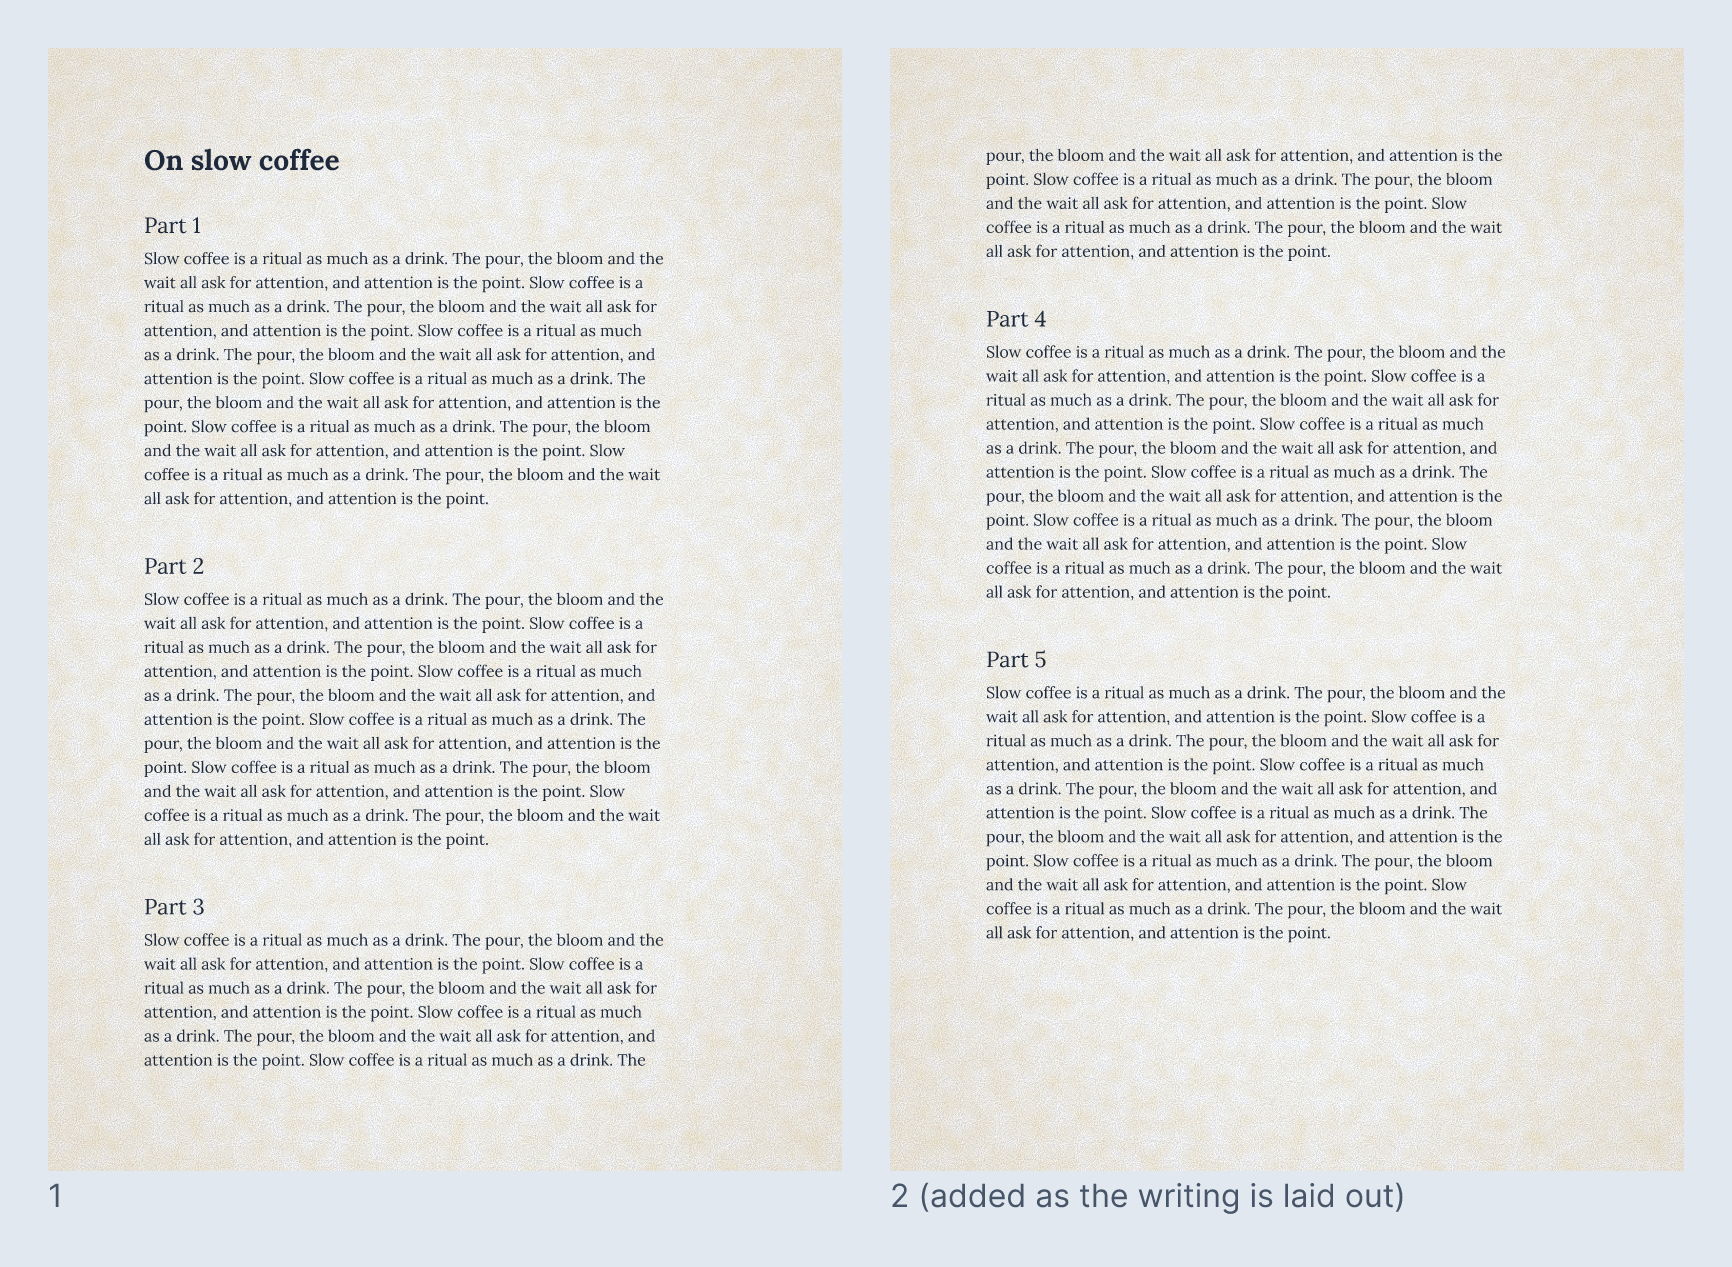 On slow coffee
Part 1
Slow coffee is a ritual as much as a drink. The pour, the bloom and the
wait all ask for attention, and attention is the point. Slow coffee is a
ritual as much as a drink. The pour, the bloom and the wait all ask for
attention, and attention is the point. Slow coffee is a ritual as much
as a drink. The pour, the bloom and the wait all ask for attention, and
attention is the point. Slow coffee is a ritual as much as a drink. The
pour, the bloom and the wait all ask for attention, and attention is the
point. Slow coffee is a ritual as much as a drink. The pour, the bloom
and the wait all ask for attention, and attention is the point. Slow
coffee is a ritual as much as a drink. The pour, the bloom and the wait
all ask for attention, and attention is the point.
Part 2
Slow coffee is a ritual as much as a drink. The pour, the bloom and the
wait all ask for attention, and attention is the point. Slow coffee is a
ritual as much as a drink. The pour, the bloom and the wait all ask for
attention, and attention is the point. Slow coffee is a ritual as much
as a drink. The pour, the bloom and the wait all ask for attention, and
attention is the point. Slow coffee is a ritual as much as a drink. The
pour, the bloom and the wait all ask for attention, and attention is the
point. Slow coffee is a ritual as much as a drink. The pour, the bloom
and the wait all ask for attention, and attention is the point. Slow
coffee is a ritual as much as a drink. The pour, the bloom and the wait
all ask for attention, and attention is the point.
Part 3
Slow coffee is a ritual as much as a drink. The pour, the bloom and the
wait all ask for attention, and attention is the point. Slow coffee is a
ritual as much as a drink. The pour, the bloom and the wait all ask for
attention, and attention is the point. Slow coffee is a ritual as much
as a drink. The pour, the bloom and the wait all ask for attention, and
attention is the point. Slow coffee is a ritual as much as a drink. The
1
pour, the bloom and the wait all ask for attention, and attention is the
point. Slow coffee is a ritual as much as a drink. The pour, the bloom
and the wait all ask for attention, and attention is the point. Slow
coffee is a ritual as much as a drink. The pour, the bloom and the wait
all ask for attention, and attention is the point.
Part 4
Slow coffee is a ritual as much as a drink. The pour, the bloom and the
wait all ask for attention, and attention is the point. Slow coffee is a
ritual as much as a drink. The pour, the bloom and the wait all ask for
attention, and attention is the point. Slow coffee is a ritual as much
as a drink. The pour, the bloom and the wait all ask for attention, and
attention is the point. Slow coffee is a ritual as much as a drink. The
pour, the bloom and the wait all ask for attention, and attention is the
point. Slow coffee is a ritual as much as a drink. The pour, the bloom
and the wait all ask for attention, and attention is the point. Slow
coffee is a ritual as much as a drink. The pour, the bloom and the wait
all ask for attention, and attention is the point.
Part 5
Slow coffee is a ritual as much as a drink. The pour, the bloom and the
wait all ask for attention, and attention is the point. Slow coffee is a
ritual as much as a drink. The pour, the bloom and the wait all ask for
attention, and attention is the point. Slow coffee is a ritual as much
as a drink. The pour, the bloom and the wait all ask for attention, and
attention is the point. Slow coffee is a ritual as much as a drink. The
pour, the bloom and the wait all ask for attention, and attention is the
point. Slow coffee is a ritual as much as a drink. The pour, the bloom
and the wait all ask for attention, and attention is the point. Slow
coffee is a ritual as much as a drink. The pour, the bloom and the wait
all ask for attention, and attention is the point.
2 (added as the writing is laid out)